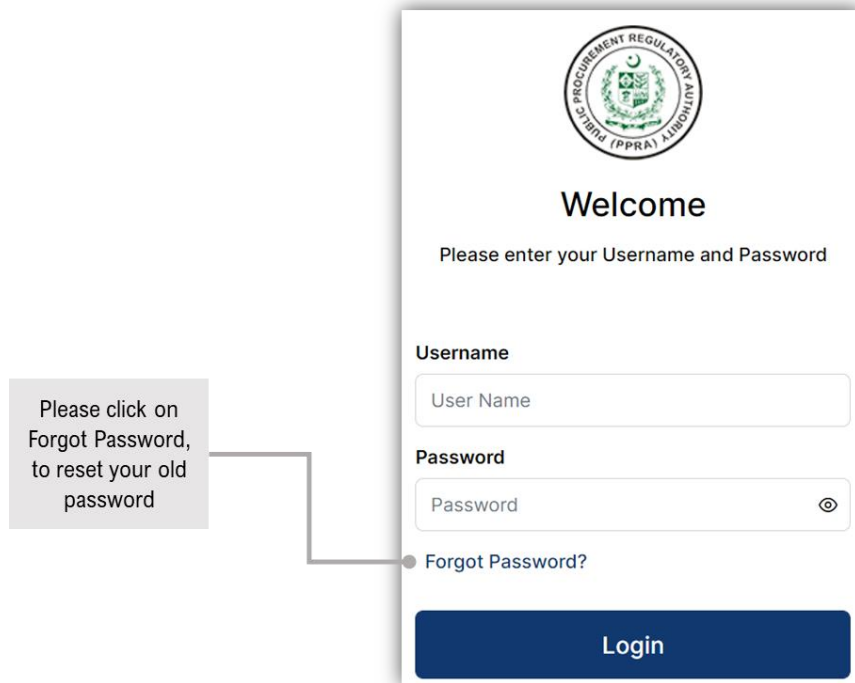 PUBLIC PROCUREMENT REGULATORY AUTHORITY
(PPRA)
Welcome
Please enter your Username and Password
Username
User Name
Please click on
Forgot Password,
to reset your old
password
Password
Password
Forgot Password?
Login